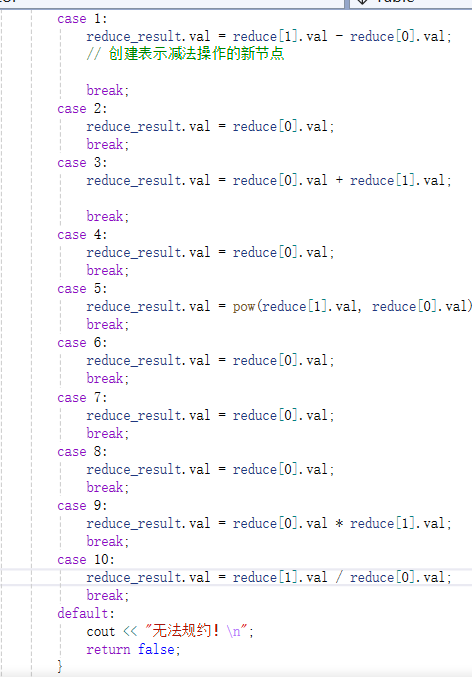 case 1:
reduce_result.val = reduce[1].val - reduce[0].val;
// 创建表示减法操作的新节点
break;
case 2:
reduce_result.val = reduce[0].val;
break;
case 3:
reduce_result.val = reduce[0].val + reduce[1].val;
break;
case 4:
reduce_result.val = reduce[0].val;
break;
case 5:
reduce_result.val = pow(reduce[1].val, reduce[0].val)
break;
case 6:
reduce_result.val = reduce[0].val;
break;
case 7:
reduce_result.val = reduce[0].val;
break;
case 8:
reduce_result.val = reduce[0].val;
break;
case 9:
reduce_result.val = reduce[0].val * reduce[1].val;
break;
case 10:
reduce_result.val = reduce[1].val / reduce[0].val;
break;
default:
cout << "无法规约! \n";
return false;
}